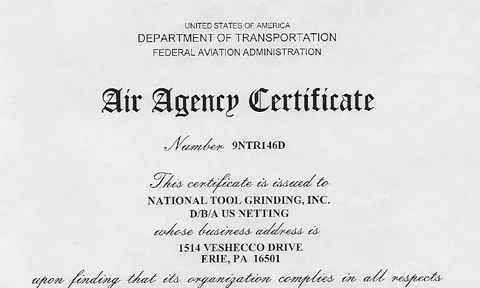 UNITED STATES OF AMERICA
DEPARTMENT OF TRANSPORTATION
FEDERAL AVIATION ADMINISTRATION
Air Agency Certificate
Number 9NTR146D
This certificate is issued to
NATIONAL TOOL GRINDING, INC.
D/B/A US NETTING
whose business address is
1514 VESHECCO DRIVE
ERIE, PA 16501
upon finding that its organization complies in all respects